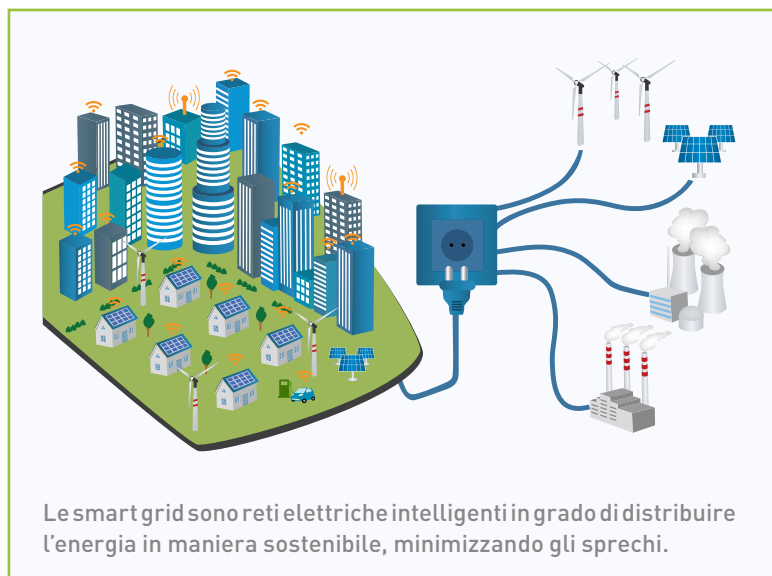 Le smart grid sono reti elettriche intelligenti in grado di distribuire
l'energia in maniera sostenibile, minimizzando gli sprechi.